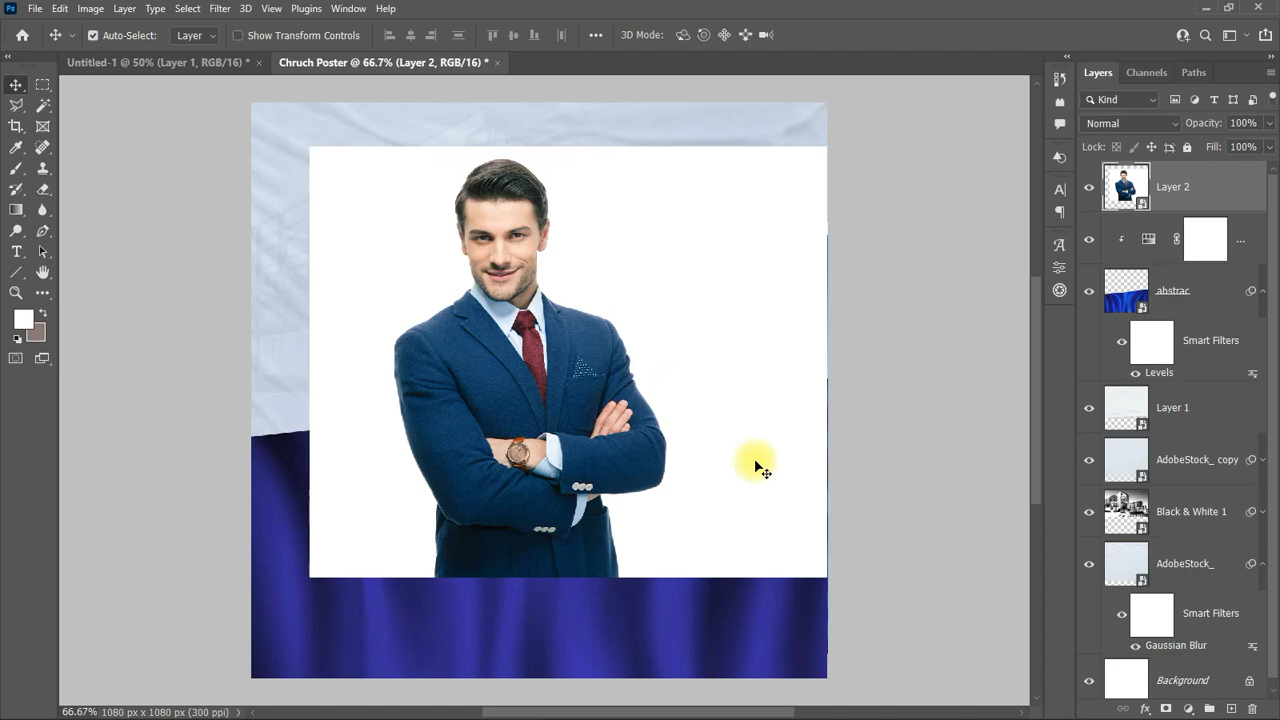 Ps File Edit Image Layer Type Select Filter 3D View Plugins Window Help
Auto-Select: Layer Show Transform Controls 3D Mode:
Untitled-1 @ 50% (Layer 1, RGB/16) * × Chruch Poster @ 66.7% (Layer 2, RGB/16) * ×
Layers Channels Paths
Kind
Normal Opacity: 100%
Lock: Fill: 100%
Layer 2
...
abstrac
Smart Filters
Levels
Layer 1
AdobeStock_ copy
Black & White 1
AdobeStock_
Smart Filters
Gaussian Blur
Background
66.67% 1080 px x 1080 px (300 ppi)